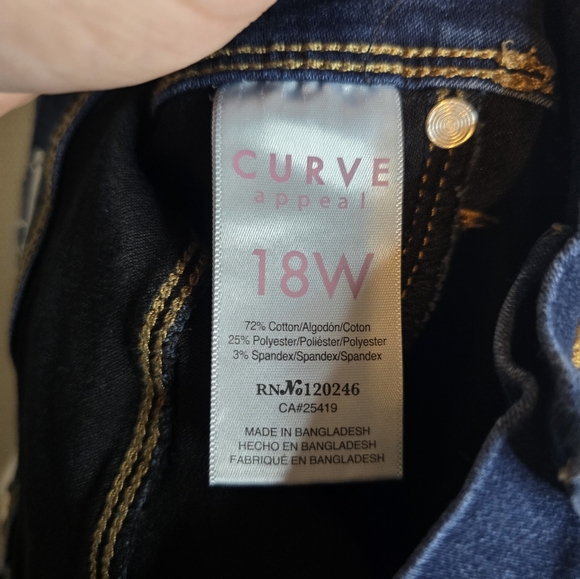 CURVE
appeal
18W
72% Cotton/Algodón/Coton
25% Polyester/Poliéster/Polyester
3% Spandex/Spandex/Spandex
RN№120246
CA#25419
MADE IN BANGLADESH
HECHO EN BANGLADESH
FABRIQUÉ EN BANGLADESH